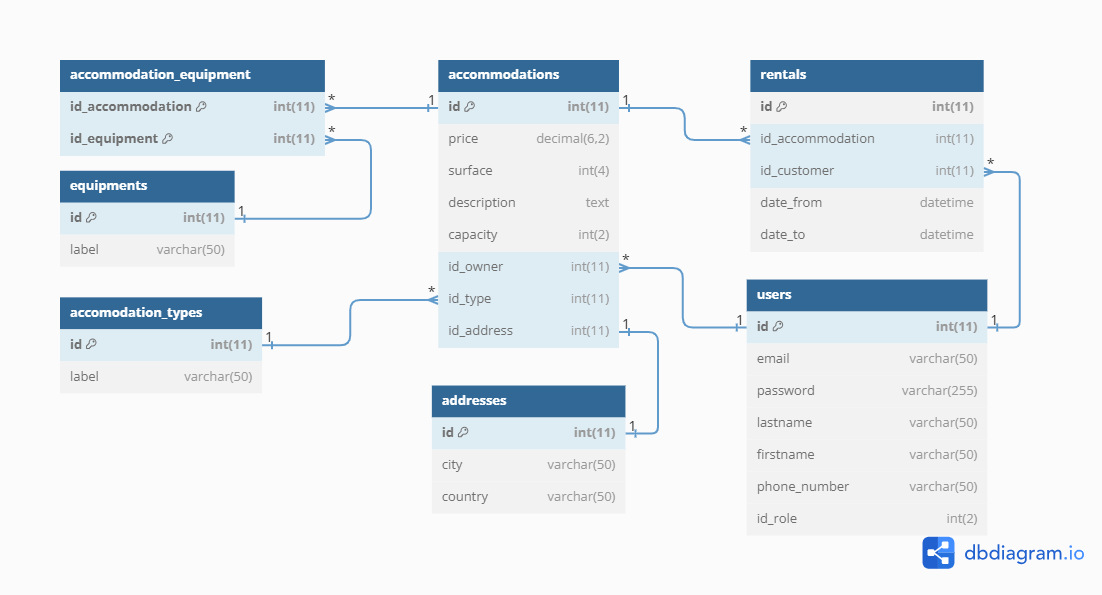 accommodation_equipment
id_accommodation int(11)
id_equipment int(11)
* 
*
equipments
id int(11)
label varchar(50)
1
accomodation_types
id int(11)
label varchar(50)
1
accommodations
id int(11)
price decimal(6,2)
surface int(4)
description text
capacity int(2)
id_owner int(11)
id_type int(11)
id_address int(11)
1
1
*
*
1
addresses
id int(11)
city varchar(50)
country varchar(50)
1
rentals
id int(11)
id_accommodation int(11)
id_customer int(11)
date_from datetime
date_to datetime
*
*
users
id int(11)
email varchar(50)
password varchar(255)
lastname varchar(50)
firstname varchar(50)
phone_number varchar(50)
id_role int(2)
1
1
dbdiagram.io